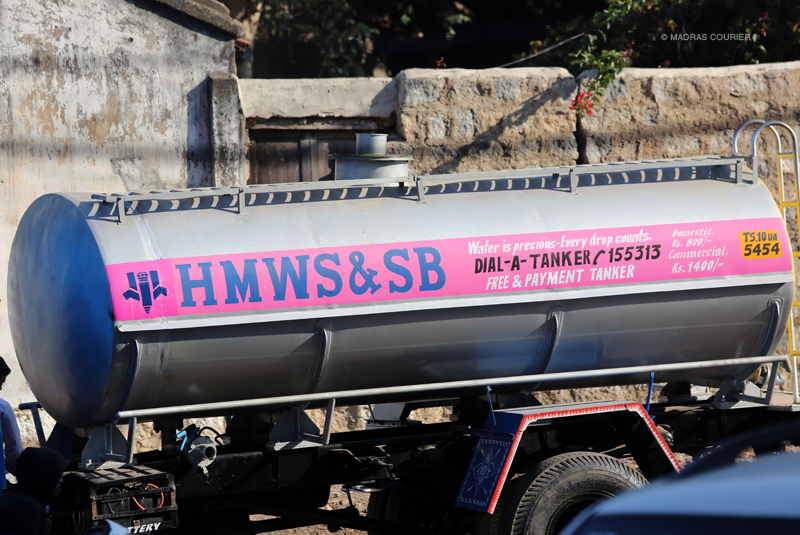 © MADRAS COURIER
HMWS&SB
Water is precious-Every drop counts.
DIAL-A-TANKER 155313
FREE & PAYMENT TANKER
Domestic.
Rs. 800/-
Commercial.
Rs. 1400/-
TS.10 UA
5454
BATTERY